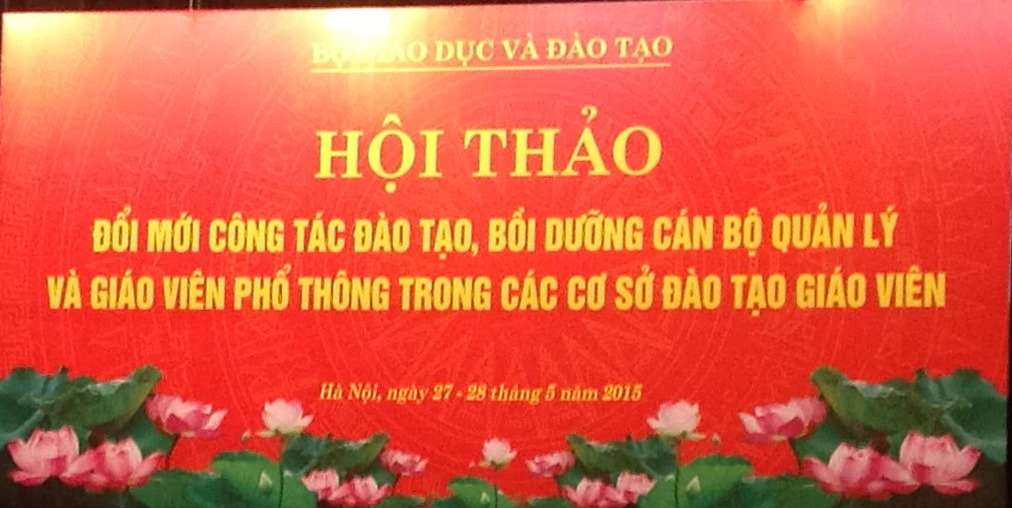 BỘ GIÁO DỤC VÀ ĐÀO TẠO
HỘI THẢO
ĐỔI MỚI CÔNG TÁC ĐÀO TẠO, BỒI DƯỠNG CÁN BỘ QUẢN LÝ
VÀ GIÁO VIÊN PHỔ THÔNG TRONG CÁC CƠ SỞ ĐÀO TẠO GIÁO VIÊN
Hà Nội, ngày 27 - 28 tháng 5 năm 2015